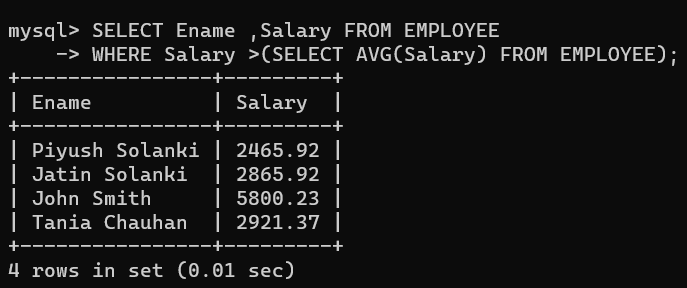 mysql> SELECT Ename ,Salary FROM EMPLOYEE
    -> WHERE Salary >(SELECT AVG(Salary) FROM EMPLOYEE);
+----------------+---------+
| Ename          | Salary  |
+----------------+---------+
| Piyush Solanki | 2465.92 |
| Jatin Solanki  | 2865.92 |
| John Smith     | 5800.23 |
| Tania Chauhan  | 2921.37 |
+----------------+---------+
4 rows in set (0.01 sec)